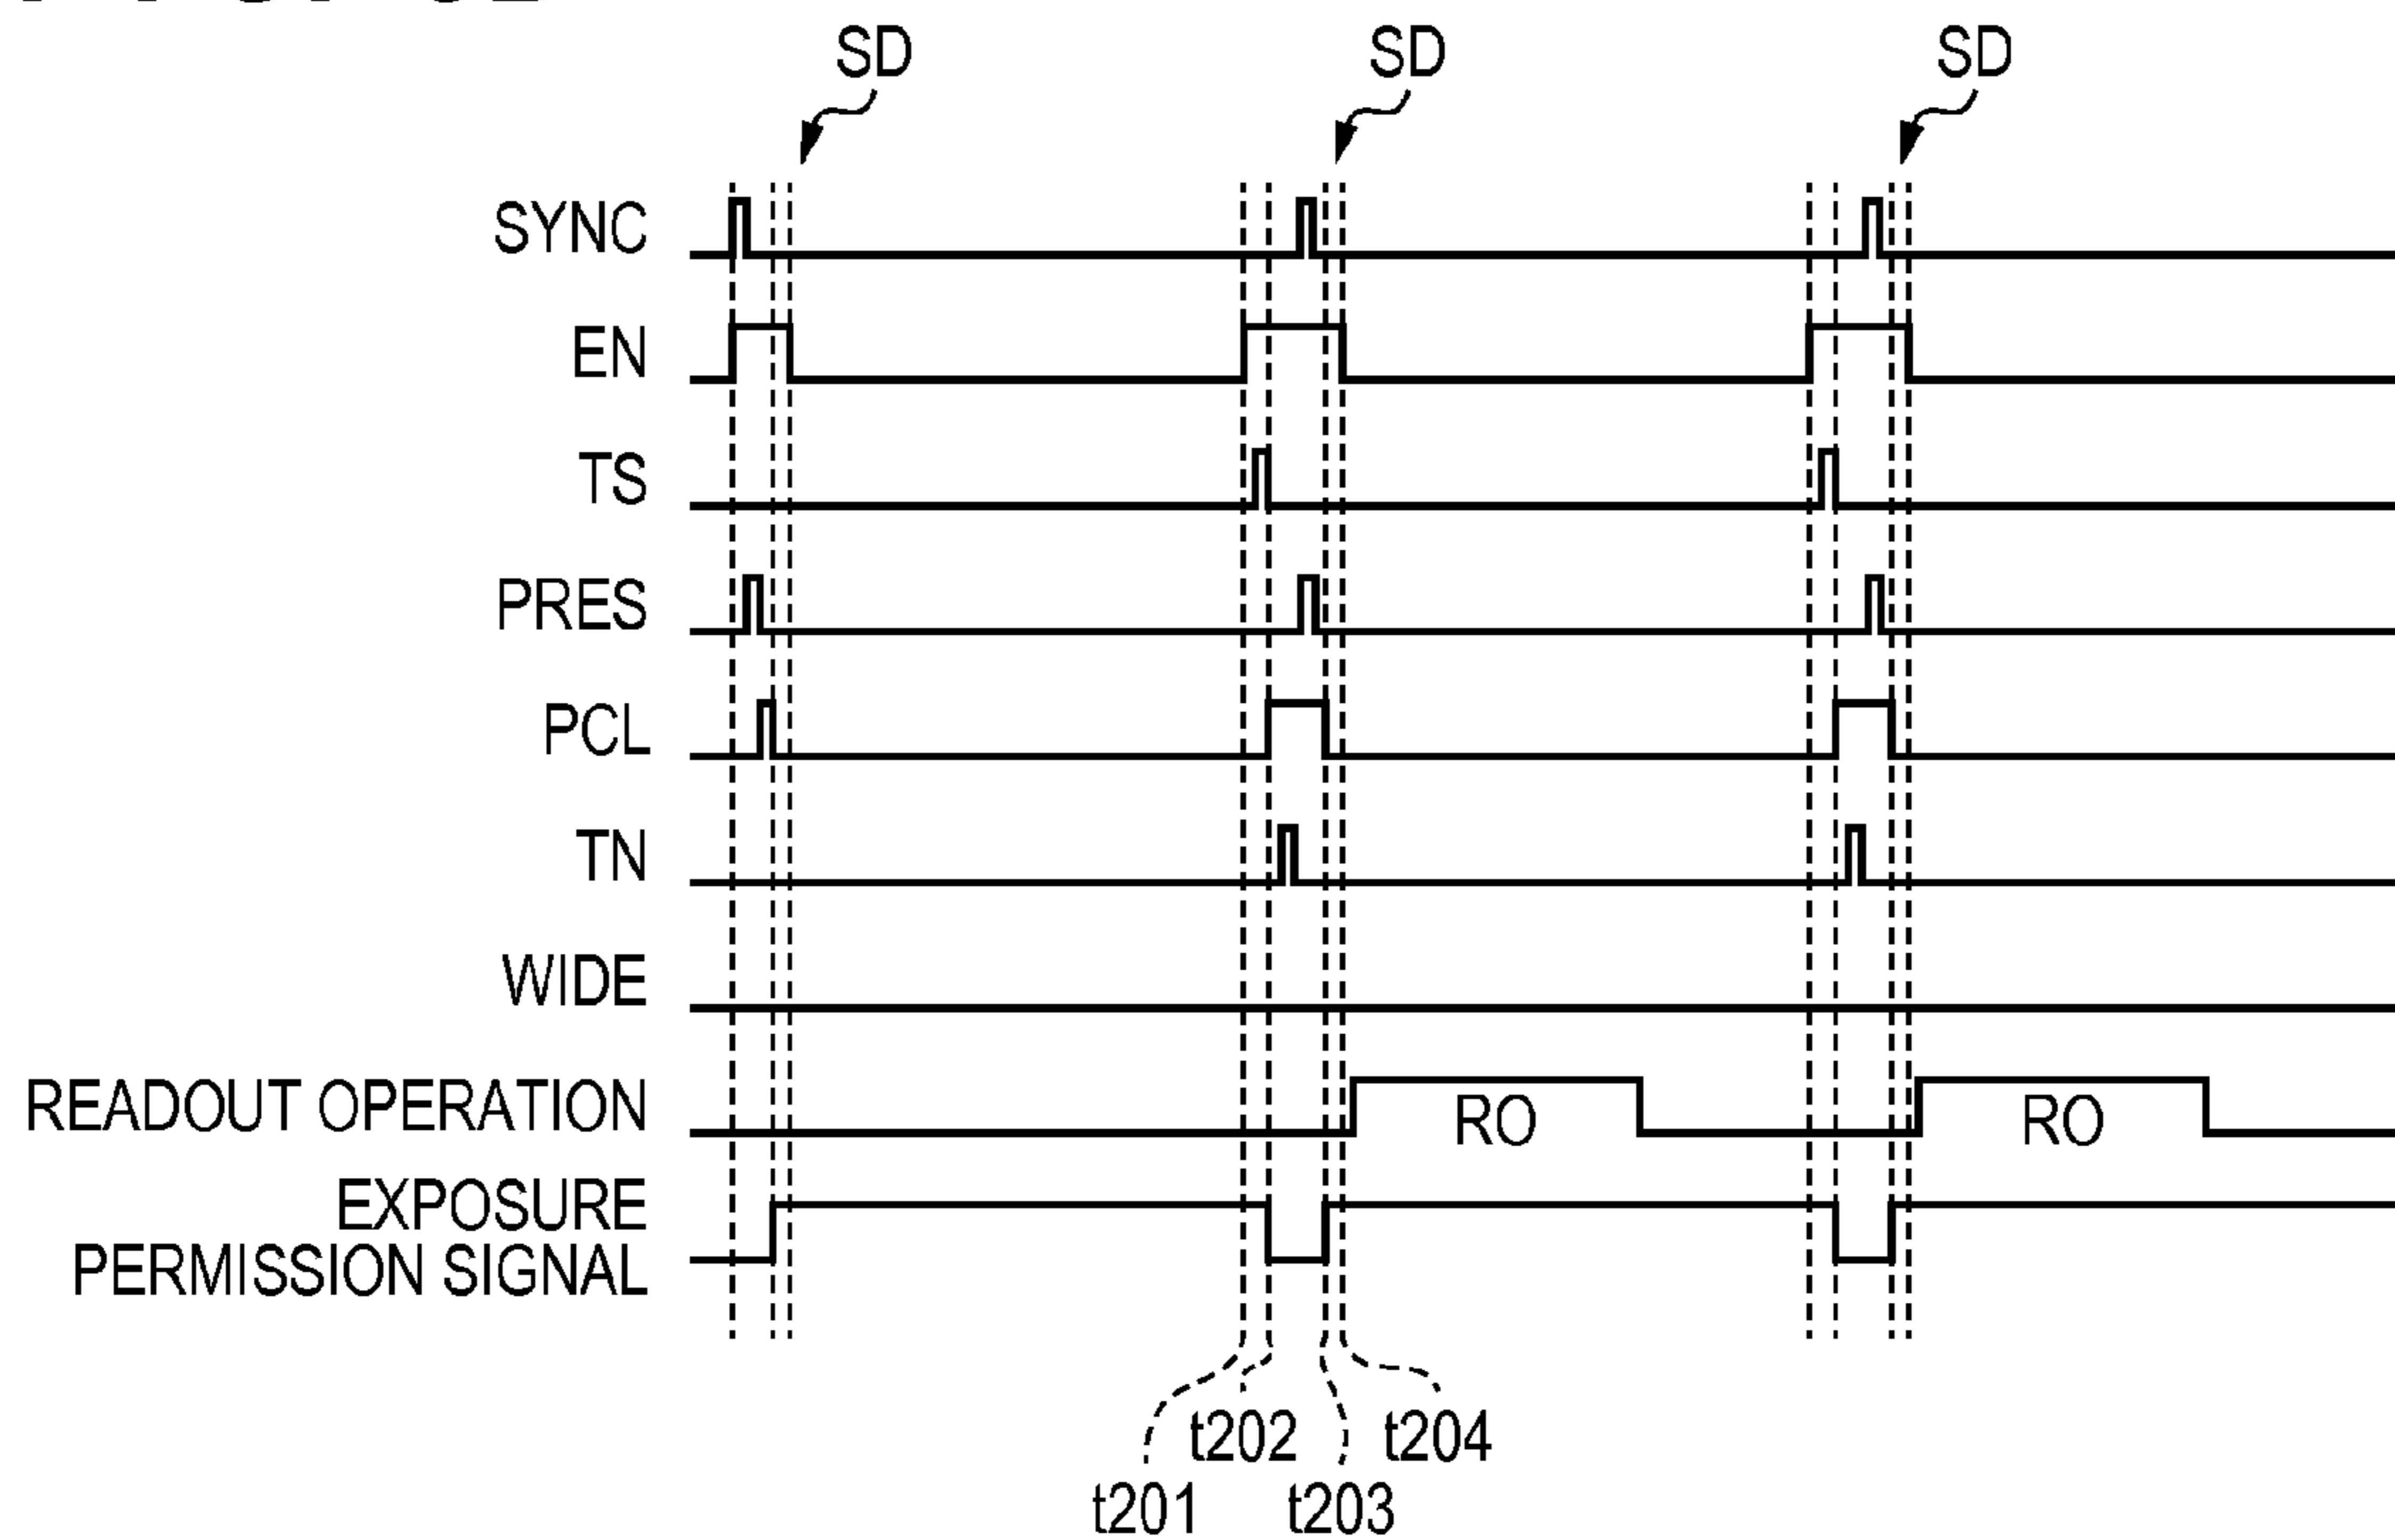 SD SD SD
SYNC
EN
TS
PRES
PCL
TN
WIDE
READOUT OPERATION RO RO
EXPOSURE
PERMISSION SIGNAL
t202 t204
t201 t203